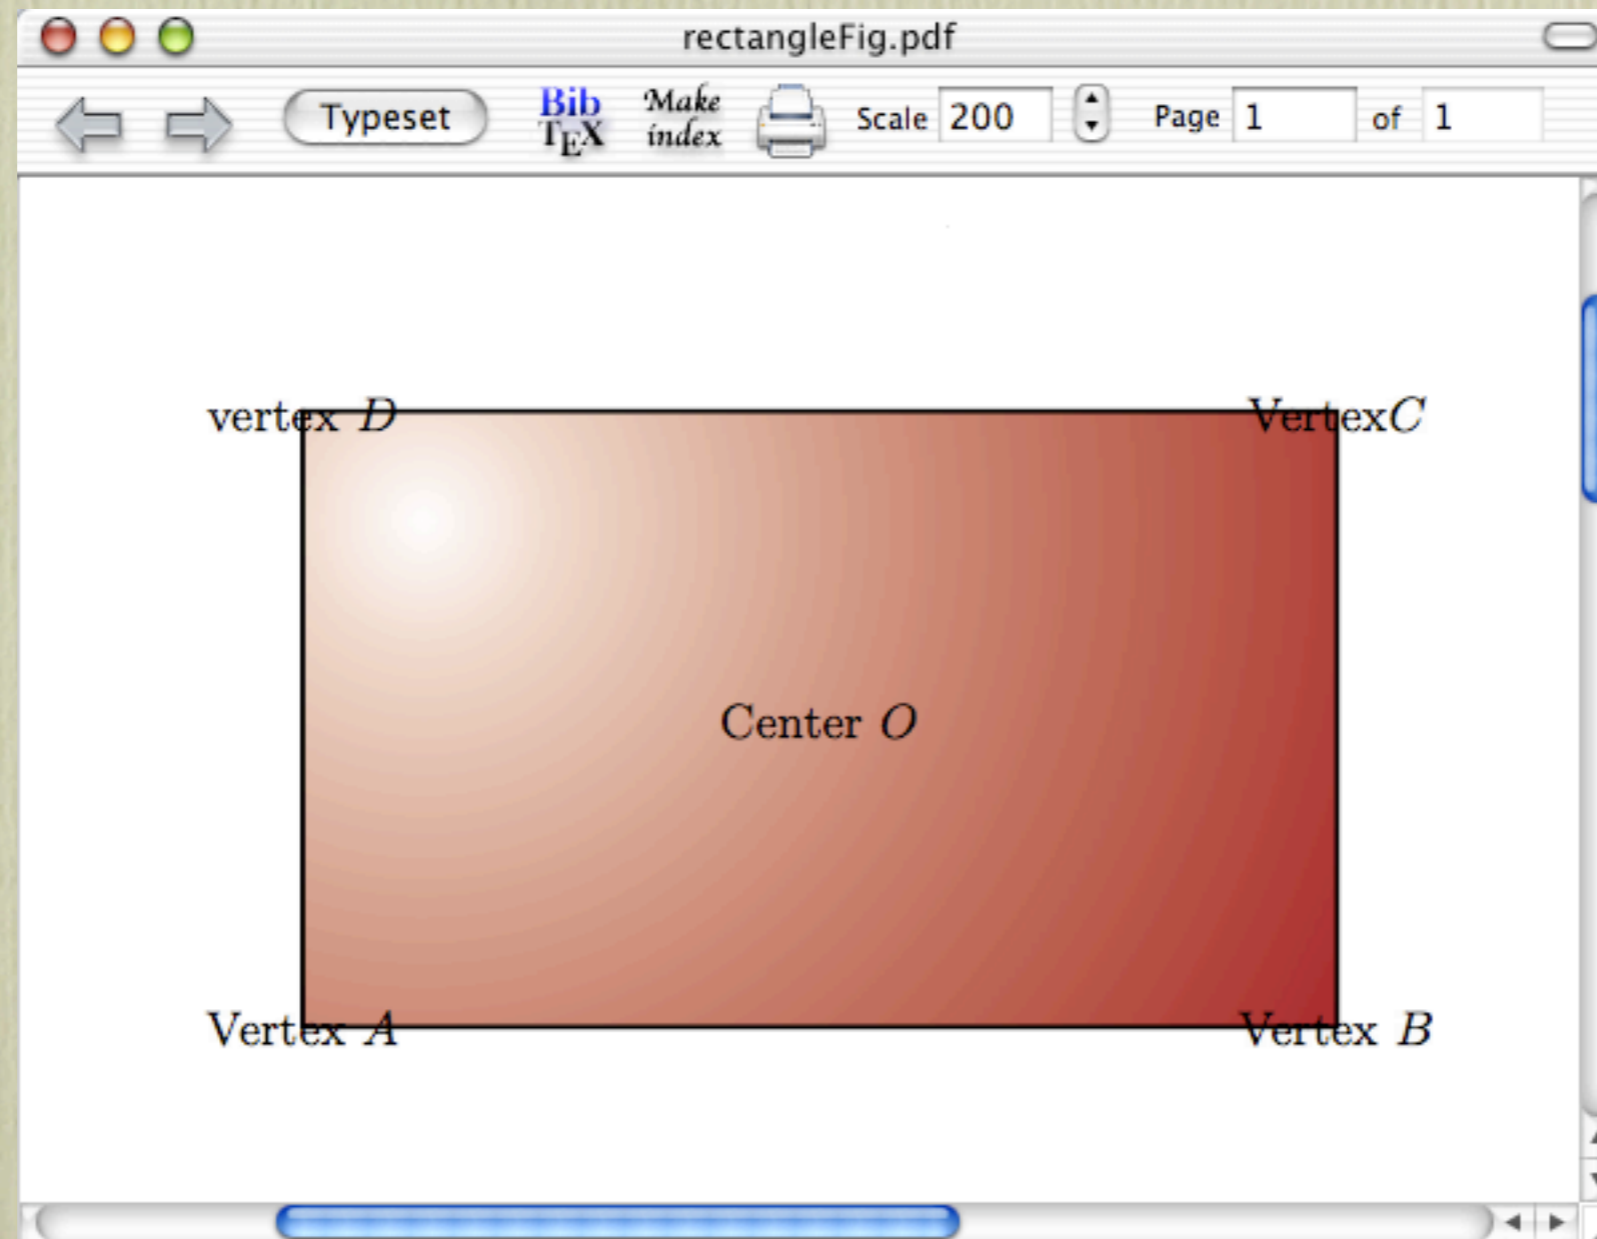 rectangleFig.pdf
Typeset BibTEX Make index Scale 200 Page 1 of 1
vertex D VertexC
Center O
Vertex A Vertex B